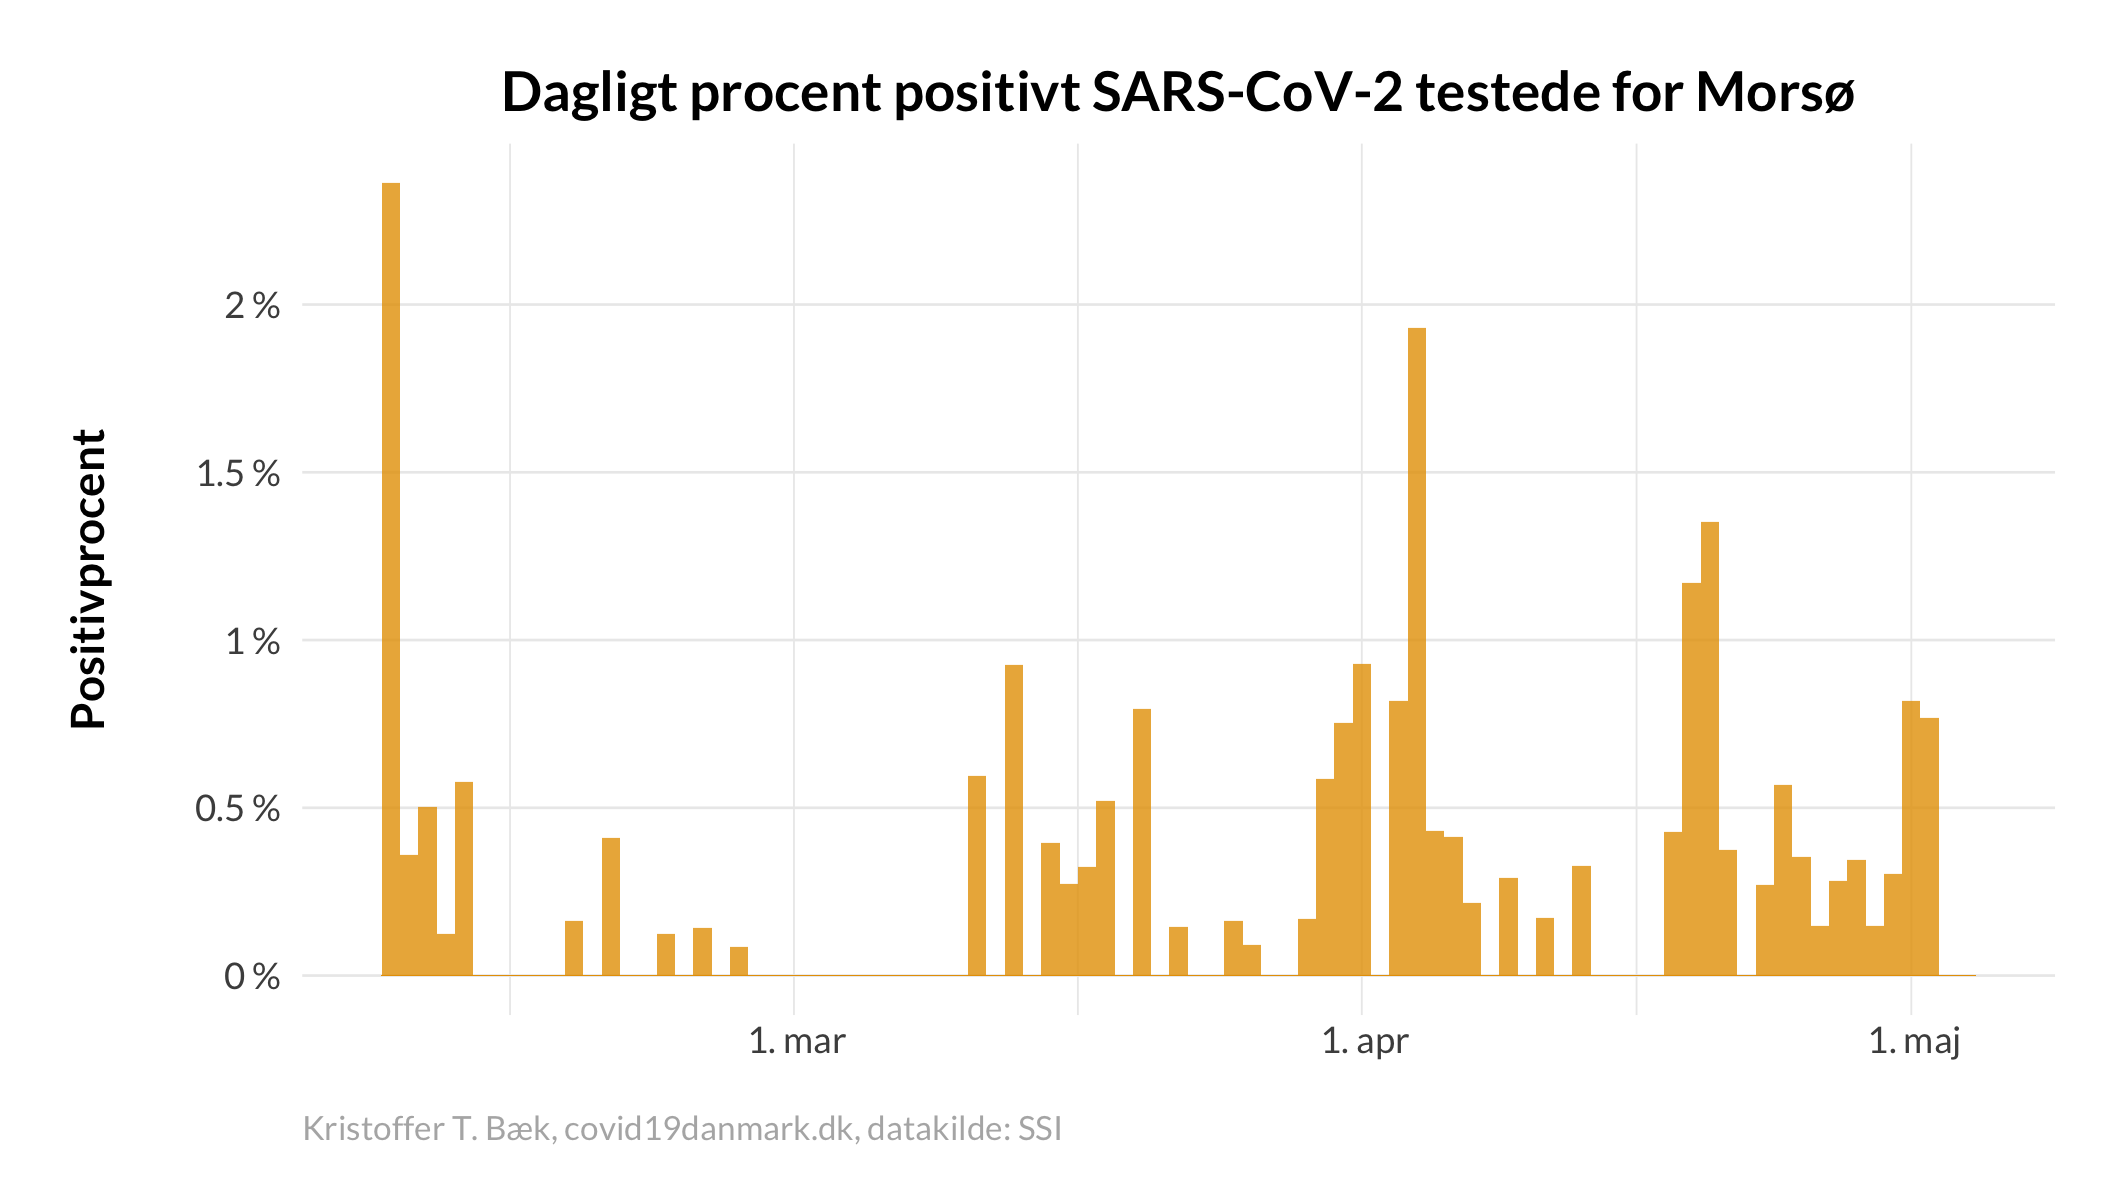 Dagligt procent positivt SARS-CoV-2 testede for Morsø
Positivprocent
2 %
1.5 %
1 %
0.5 %
0 %
1. mar
1. apr
1. maj
Kristoffer T. Bæk, covid19danmark.dk, datakilde: SSI